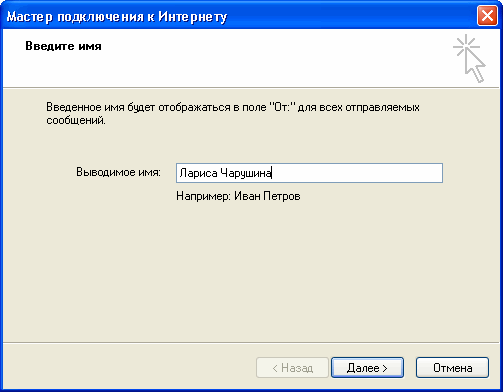 Мастер подключения к Интернету
Введите имя
Введенное имя будет отображаться в поле "От:" для всех отправляемых
сообщений.
Выводимое имя: Лариса Чарушина
Например: Иван Петров
< Назад Далее > Отмена